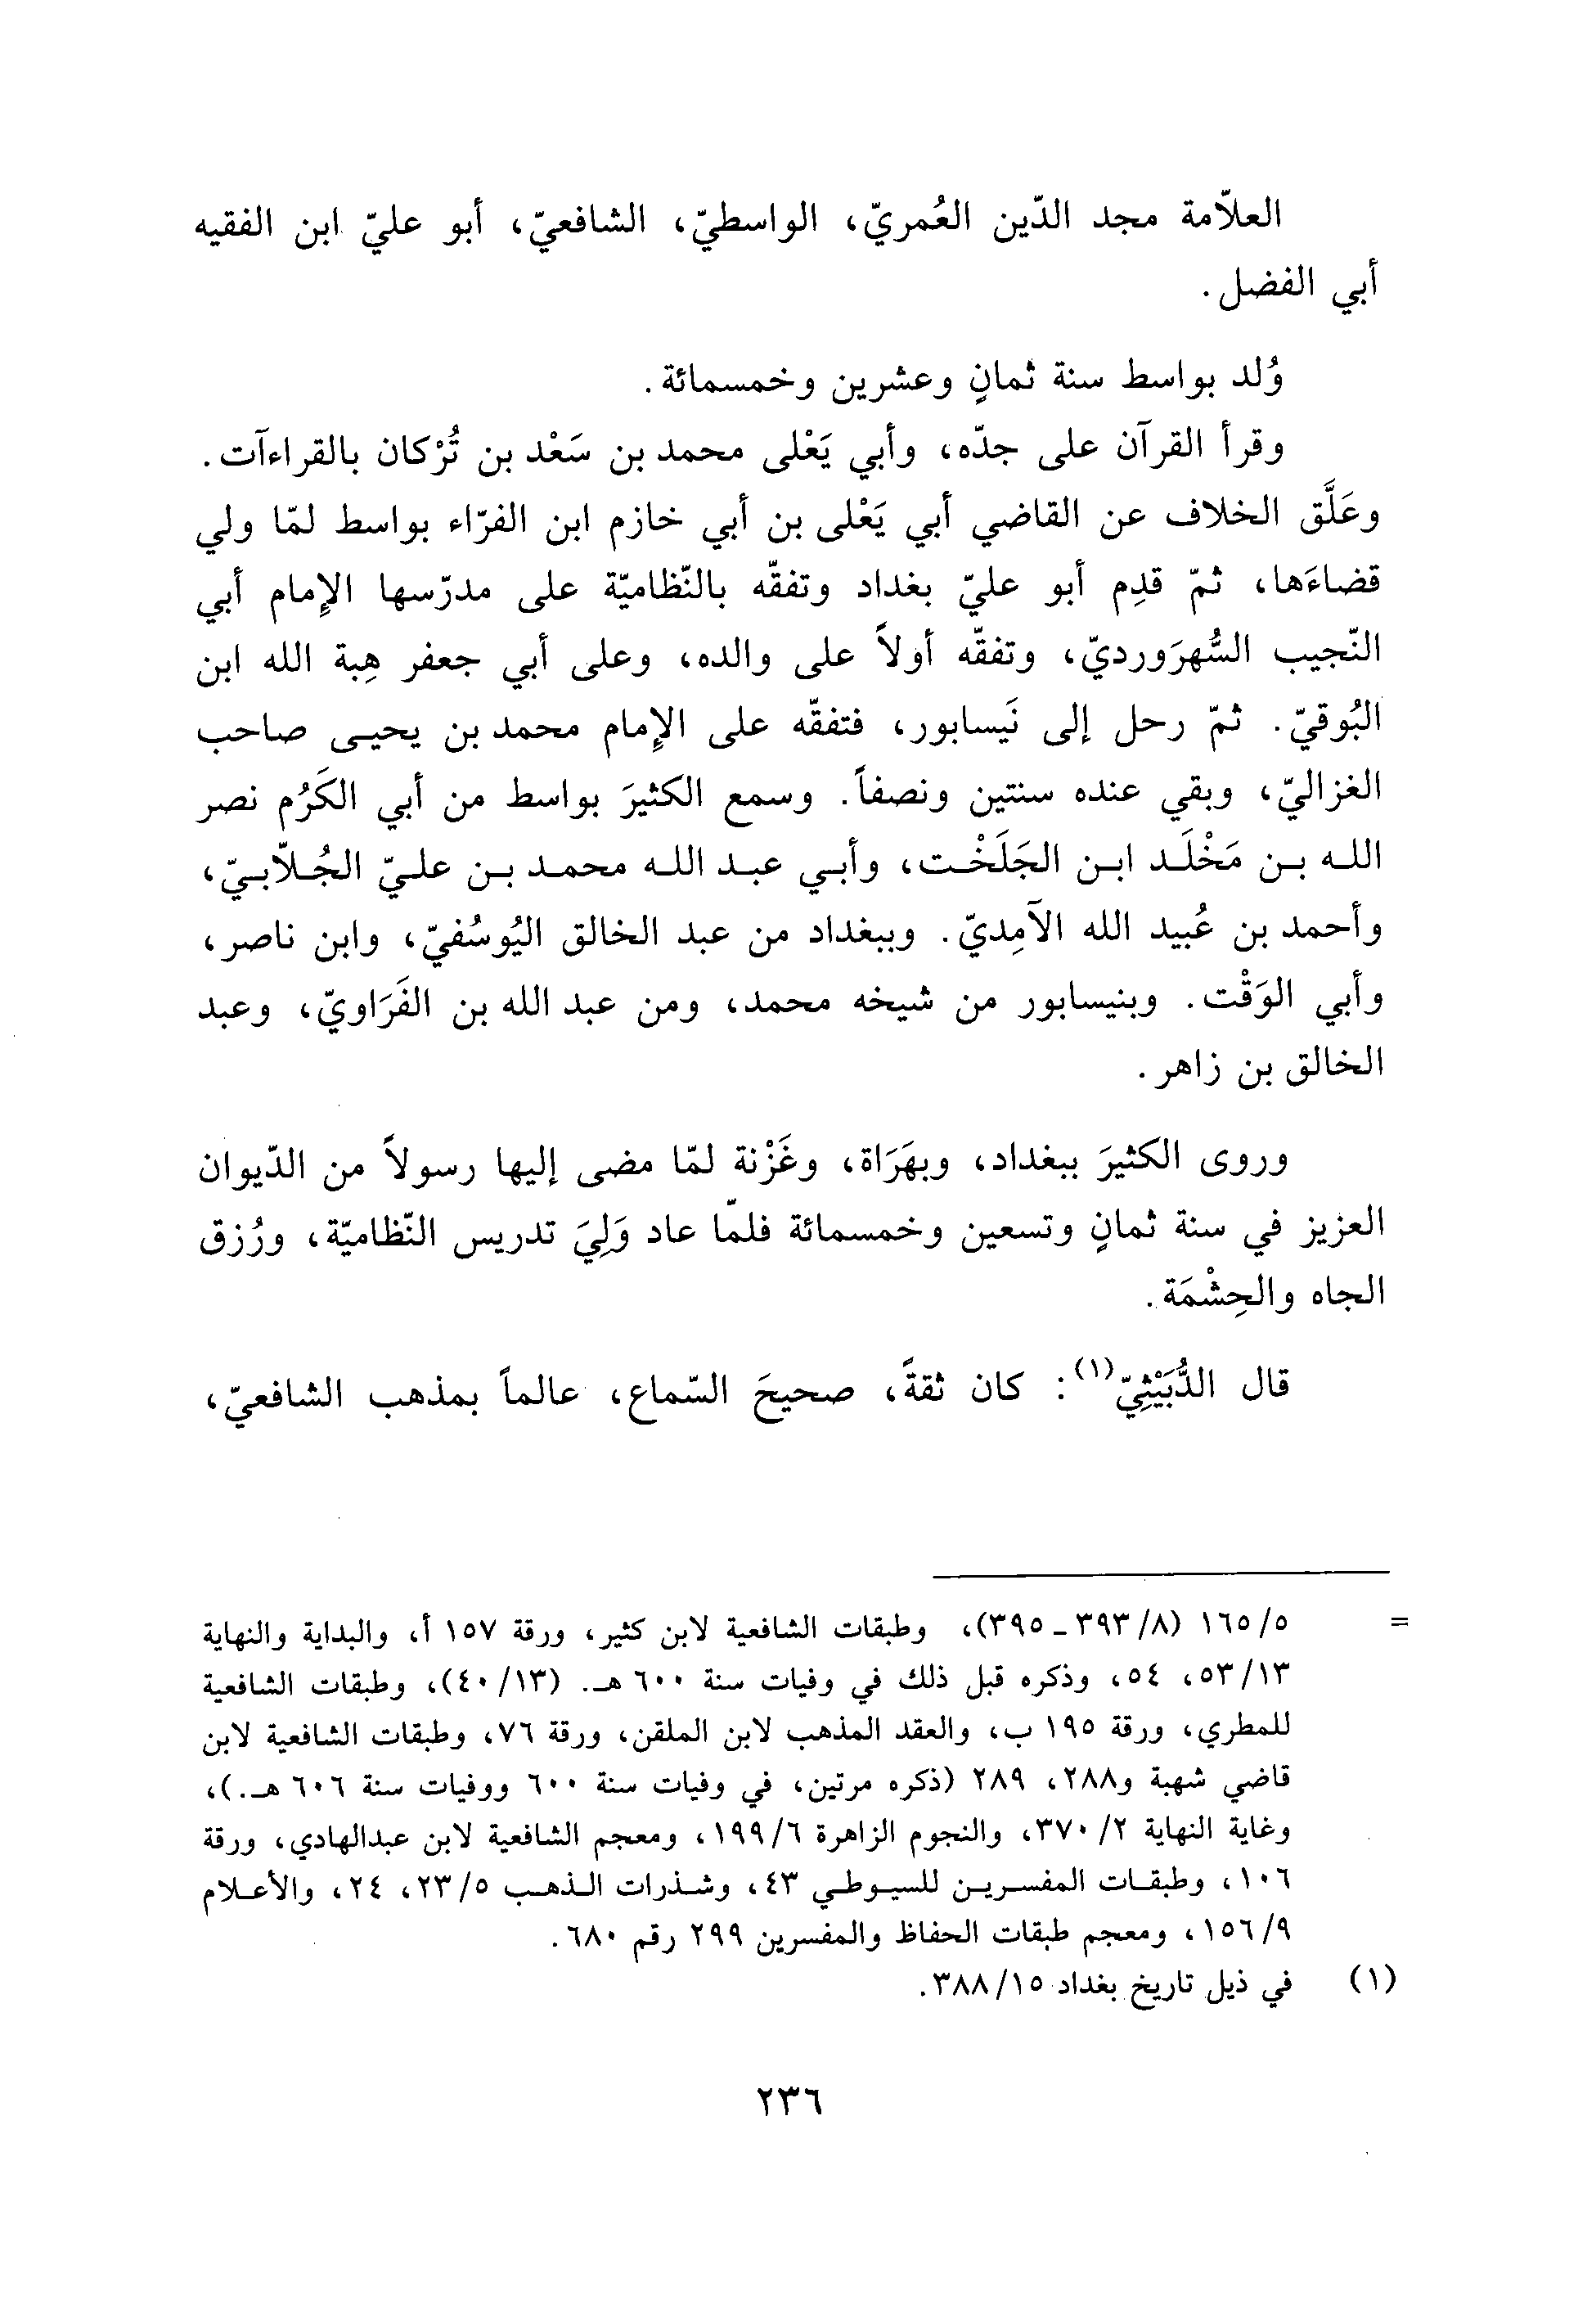 العلاّمة مجد الدّين العُمريّ، الواسطيّ، الشافعيّ، أبو عليّ ابن الفقيه
أبي الفضل.
وُلد بواسط سنة ثمانٍ وعشرين وخمسمائة.
وقرأ القرآن على جدّه، وأبي يَعْلى محمد بن سَعْد بن تُرْكان بالقراءآت.
وعَلَّق الخلاف عن القاضي أبي يَعْلى بن أبي خازم ابن الفرّاء بواسط لمّا ولي
قضاءَها، ثمّ قدِم أبو عليّ بغداد وتفقّه بالنّظاميّة على مدرّسها الإمام أبي
النّجيب السُّهرَورديّ، وتفقّه أولاً على والده، وعلى أبي جعفر هِبة الله ابن
البُوقيّ. ثمّ رحل إلى نَيسابور، فتفقّه على الإمام محمد بن يحيى صاحب
الغزاليّ، وبقي عنده سنتين ونصفاً. وسمع الكثيرَ بواسط من أبي الكَرُم نصر
الله بن مَخْلَد ابن الجَلَخْت، وأبي عبد الله محمد بن عليّ الجُلاّبيّ،
وأحمد بن عُبيد الله الآمِديّ. وببغداد من عبد الخالق اليُوسُفيّ، وابن ناصر،
وأبي الوَقْت. وبنيسابور من شيخه محمد، ومن عبد الله بن الفَرَاويّ، وعبد
الخالق بن زاهر.
وروى الكثيرَ ببغداد، وبهَرَاة، وغَزْنة لمّا مضى إليها رسولاً من الدّيوان
العزيز في سنة ثمانٍ وتسعين وخمسمائة فلمّا عاد وَلِيَ تدريس النّظاميّة، ورُزق
الجاه والحِشْمَة.
قال الدُّبَيْثِيّ(١): كان ثقةً، صحيحَ السّماع، عالماً بمذهب الشافعيّ،
= ١٦٥/٥ (٣٩٣/٨ ـ ٣٩٥)، وطبقات الشافعية لابن كثير، ورقة ١٥٧ أ، والبداية والنهاية
٥٣/١٣، ٥٤، وذكره قبل ذلك في وفيات سنة ٦٠٠ هـ. (٤٠/١٣)، وطبقات الشافعية
للمطري، ورقة ١٩٥ ب، والعقد المذهب لابن الملقن، ورقة ٧٦، وطبقات الشافعية لابن
قاضي شهبة و٢٨٨، ٢٨٩ (ذكره مرتين، في وفيات سنة ٦٠٠ ووفيات سنة ٦٠٦ هـ.)،
وغاية النهاية ٣٧٠/٢، والنجوم الزاهرة ١٩٩/٦، ومعجم الشافعية لابن عبدالهادي، ورقة
١٠٦، وطبقات المفسرين للسيوطي ٤٣، وشذرات الذهب ٢٣/٥، ٢٤، والأعلام
١٥٦/٩، ومعجم طبقات الحفاظ والمفسرين ٢٩٩ رقم ٦٨٠.
(١) في ذيل تاريخ بغداد ٣٨٨/١٥.
٢٣٦